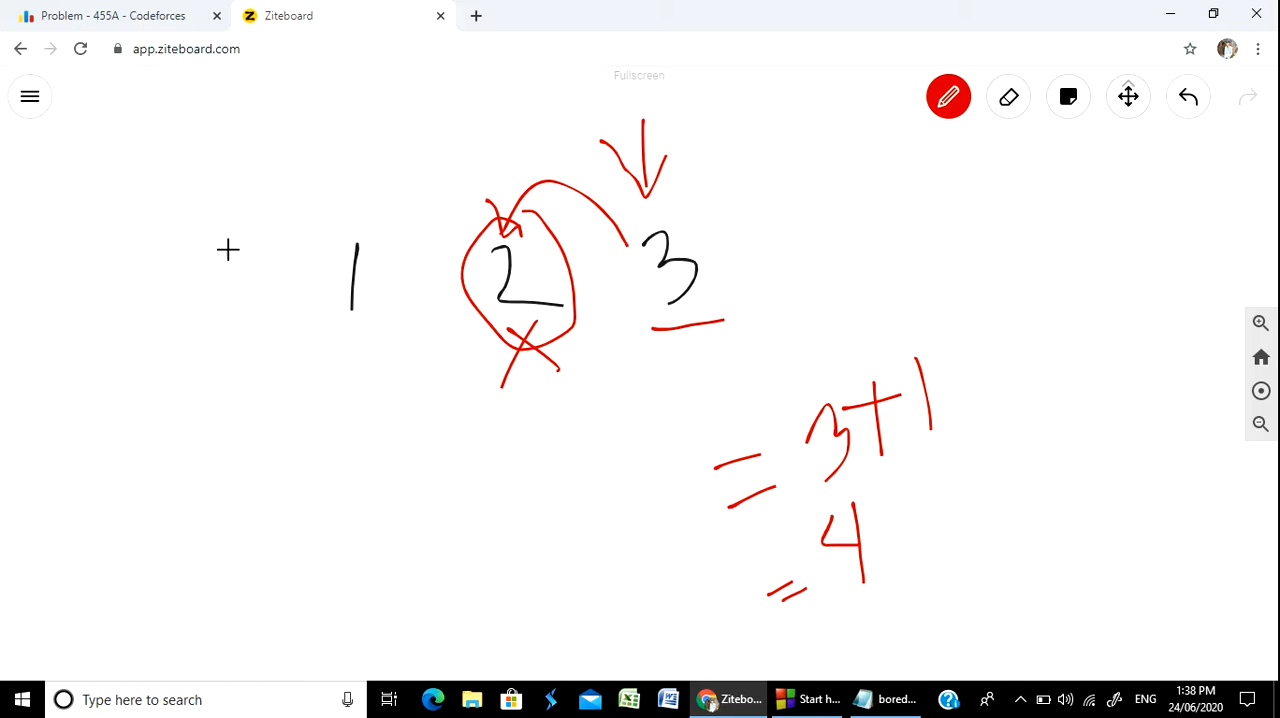 Problem - 455A - Codeforces
Ziteboard
app.ziteboard.com
Fullscreen
1 2 3
= 3+1
= 4
Type here to search
Zitebo...
Start h...
bored...
ENG
1:38 PM
24/06/2020